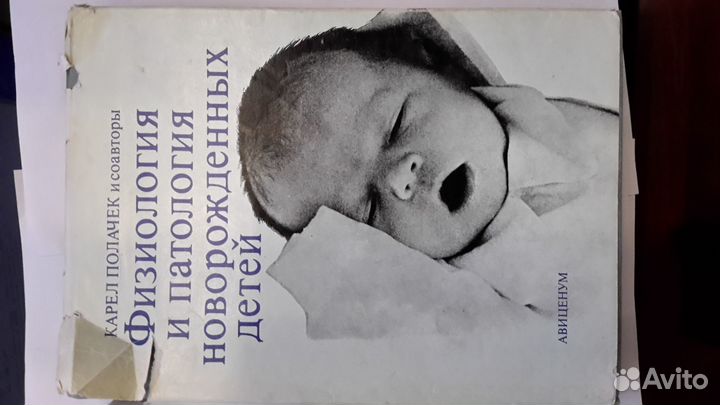 КАРЕЛ ПОЛАЧЕК и соавторы
Физиология
и патология
новорожденных
детей
АВИЦЕНУМ
Avito